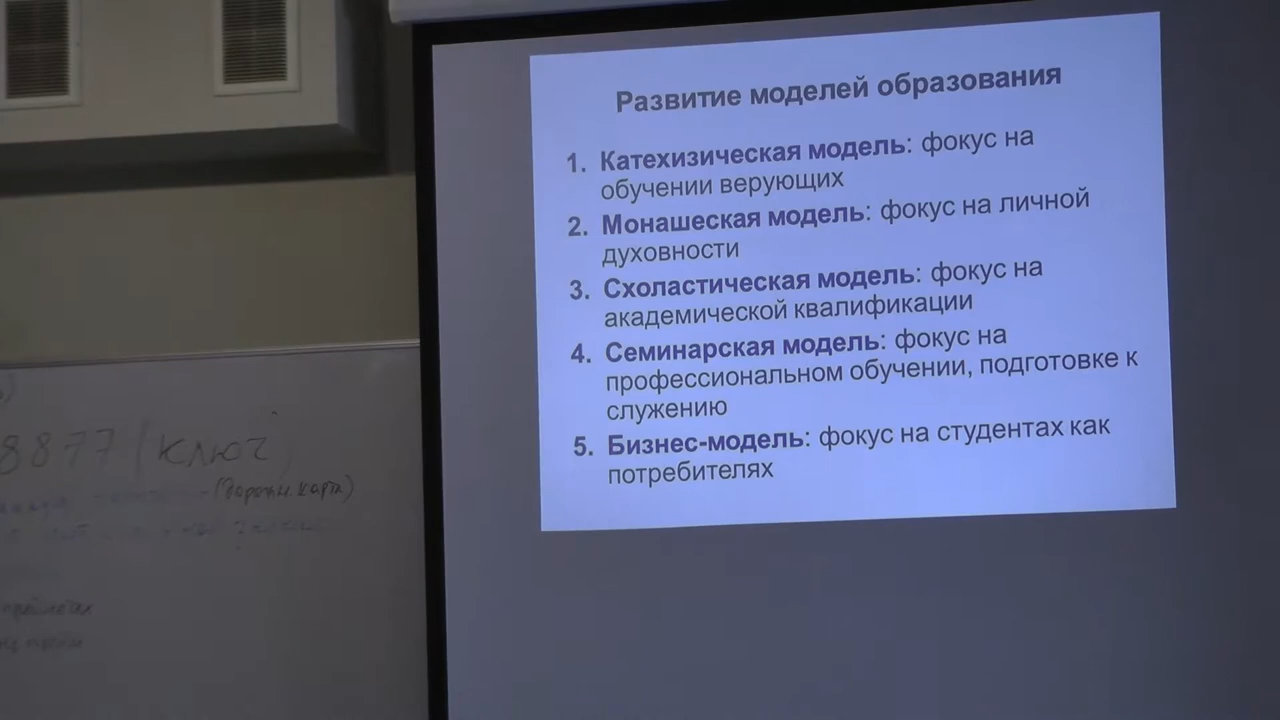 Развитие моделей образования
1. Катехизическая модель: фокус на
обучении верующих
2. Монашеская модель: фокус на личной
духовности
3. Схоластическая модель: фокус на
академической квалификации
4. Семинарская модель: фокус на
профессиональном обучении, подготовке к
служению
5. Бизнес-модель: фокус на студентах как
потребителях
8877 (ключ)